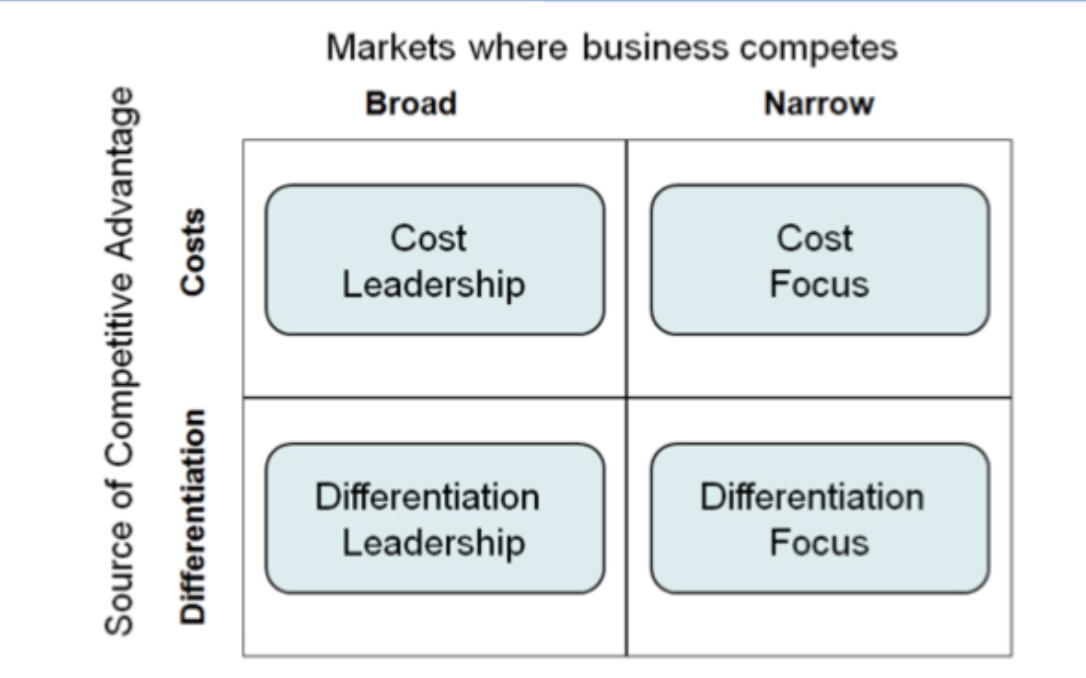 Markets where business competes
Broad
Narrow
Source of Competitive Advantage
Costs
Cost
Leadership
Cost
Focus
Differentiation
Differentiation
Leadership
Differentiation
Focus